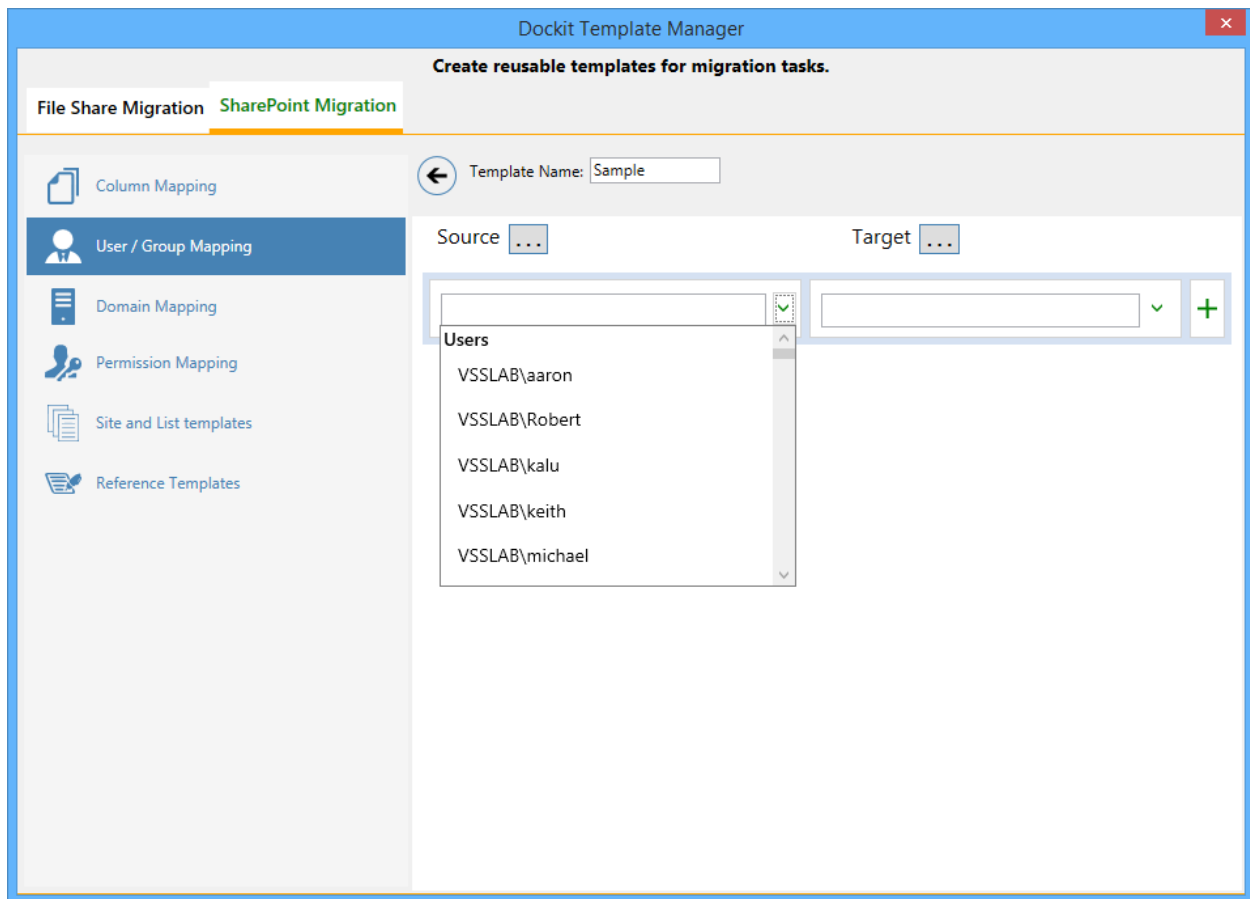 Dockit Template Manager
Create reusable templates for migration tasks.
File Share Migration
SharePoint Migration
Column Mapping
User / Group Mapping
Domain Mapping
Permission Mapping
Site and List templates
Reference Templates
Template Name: Sample
Source ... Target ...
Users
VSSLAB\aaron
VSSLAB\Robert
VSSLAB\kalu
VSSLAB\keith
VSSLAB\michael